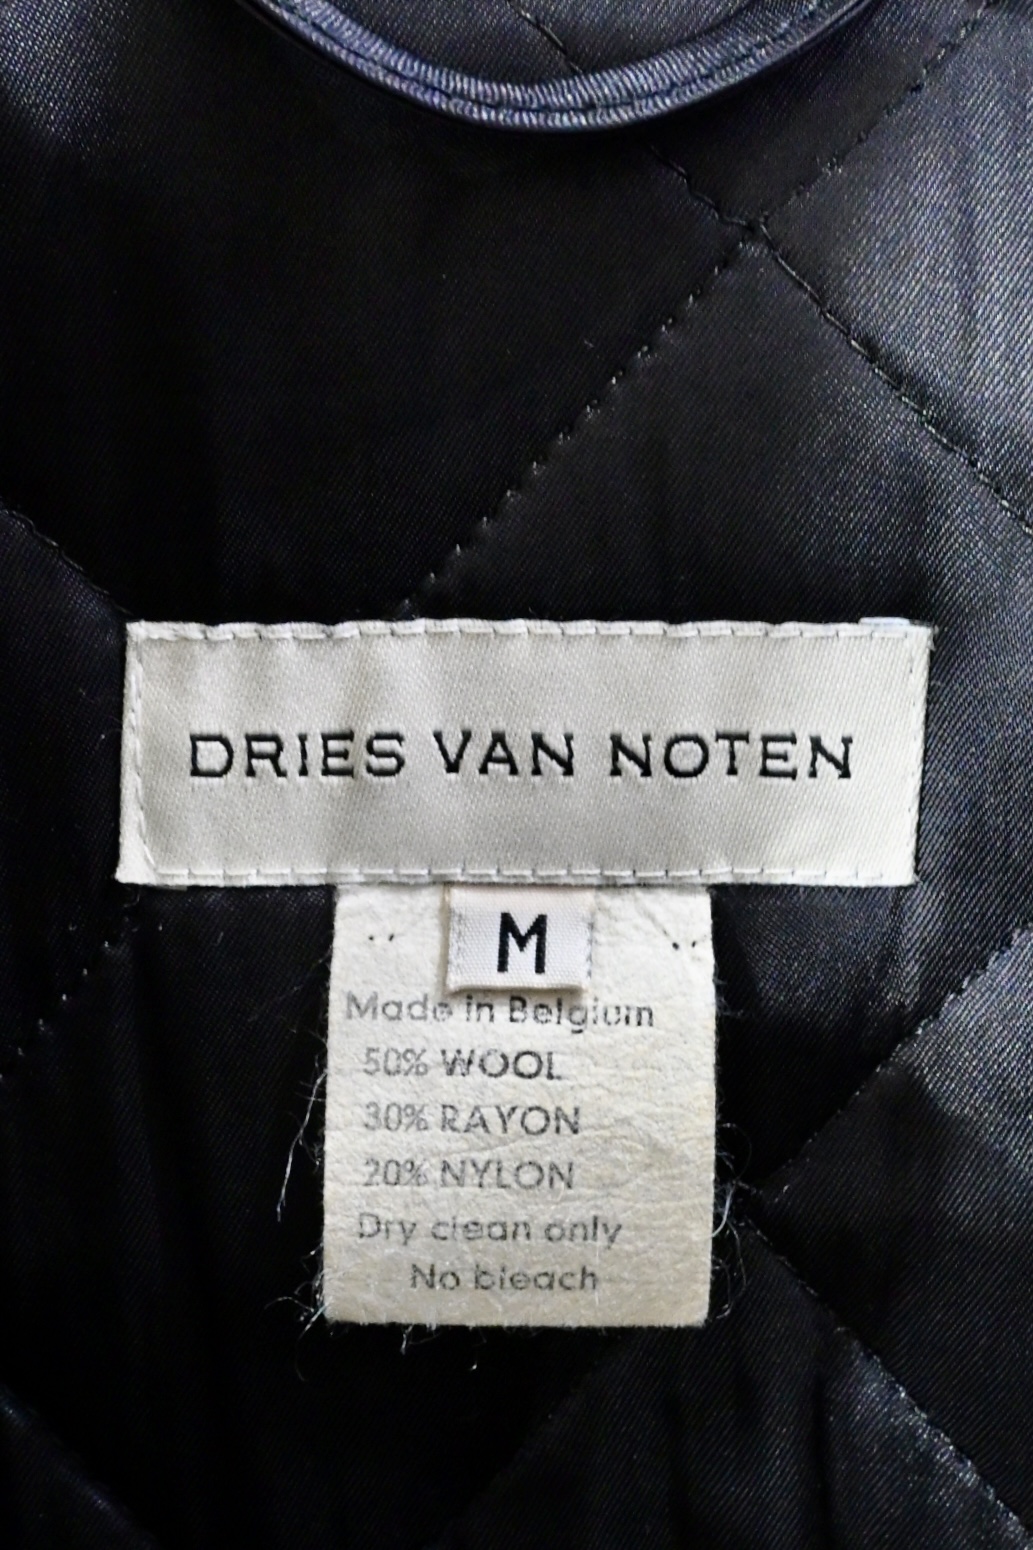 DRIES VAN NOTEN
M
Made in Belgium
50% WOOL
30% RAYON
20% NYLON
Dry clean only
No bleach